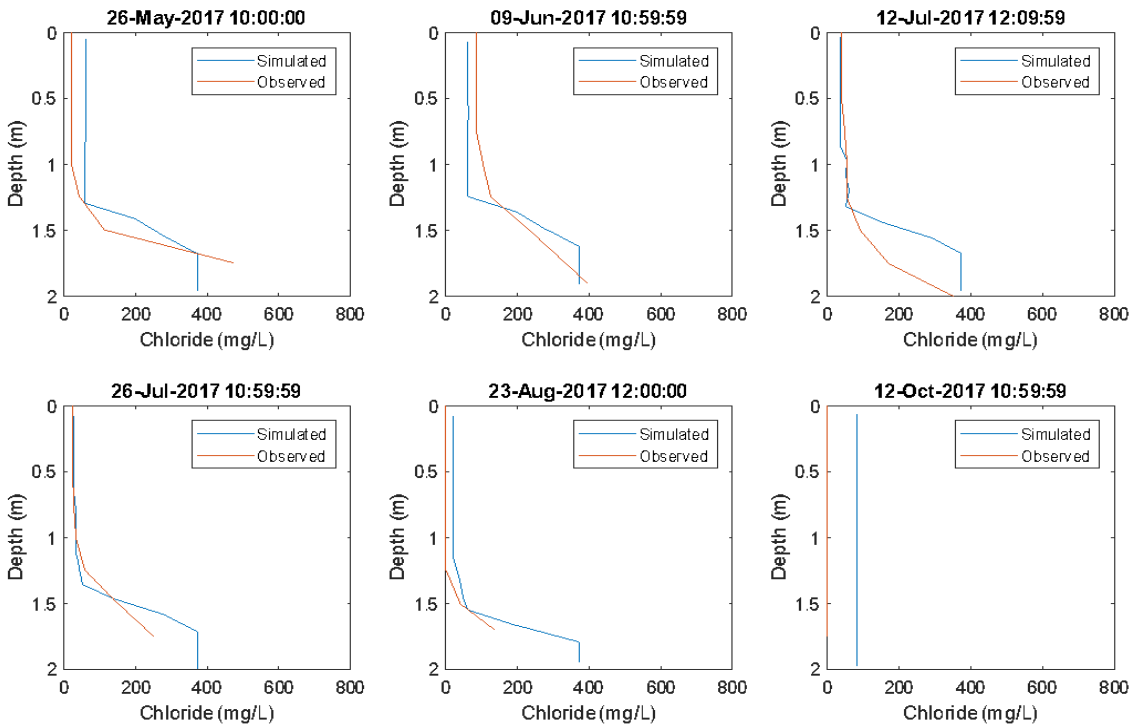 26-May-2017 10:00:00
0
0.5
1
1.5
2
Depth (m)
Simulated
Observed
0 200 400 600 800
Chloride (mg/L)
09-Jun-2017 10:59:59
0
0.5
1
1.5
2
Depth (m)
Simulated
Observed
0 200 400 600 800
Chloride (mg/L)
12-Jul-2017 12:09:59
0
0.5
1
1.5
2
Depth (m)
Simulated
Observed
0 200 400 600 800
Chloride (mg/L)
26-Jul-2017 10:59:59
0
0.5
1
1.5
2
Depth (m)
Simulated
Observed
0 200 400 600 800
Chloride (mg/L)
23-Aug-2017 12:00:00
0
0.5
1
1.5
2
Depth (m)
Simulated
Observed
0 200 400 600 800
Chloride (mg/L)
12-Oct-2017 10:59:59
0
0.5
1
1.5
2
Depth (m)
Simulated
Observed
0 200 400 600 800
Chloride (mg/L)